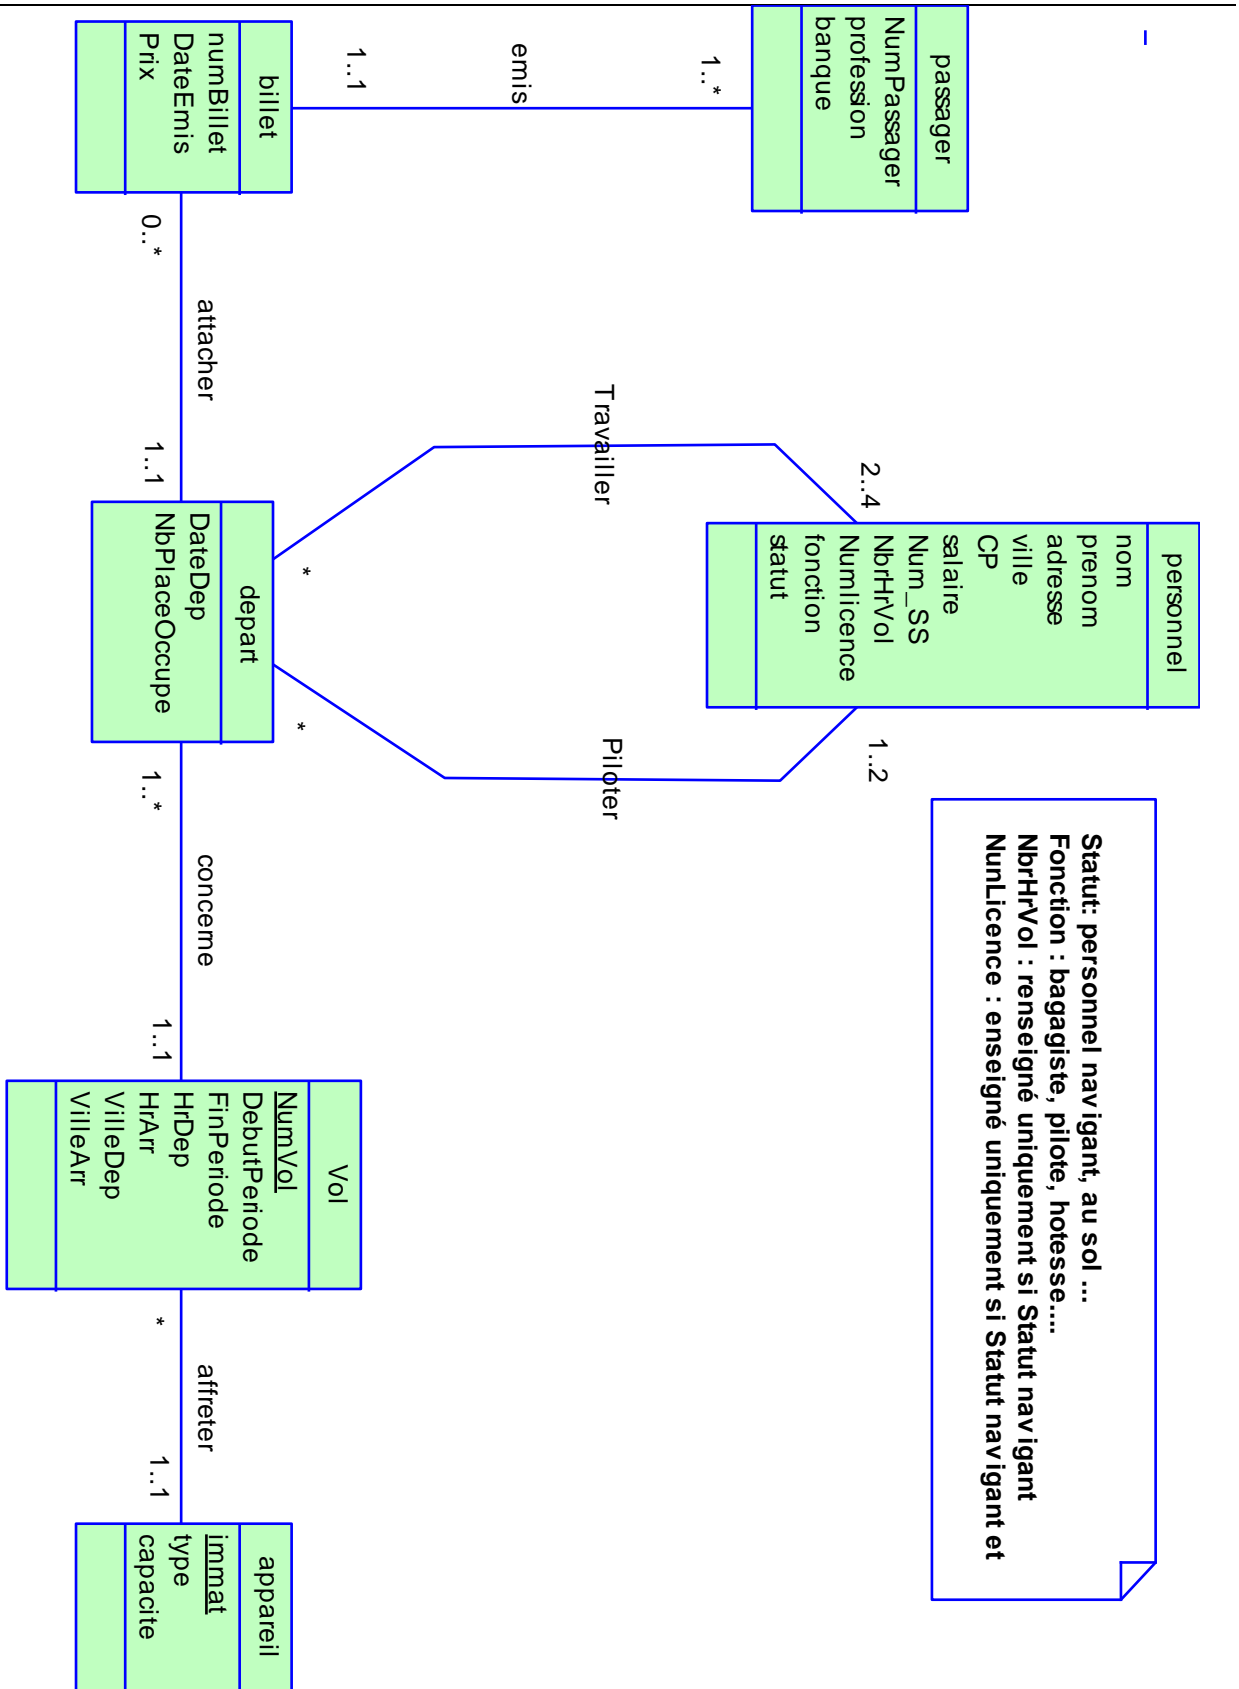 passager
NumPassager
profession
banque
1..*
emis
1..1
billet
numBillet
DateEmis
Prix
0..*
attacher
1..1
personnel
nom
prenom
adresse
ville
CP
salaire
Num_SS
NbrHrVol
Numlicence
fonction
statut
2..4
Travailler
*
1..2
Piloter
*
depart
DateDep
NbPlaceOccupe
1..*
concerne
1..1
Statut: personnel navigant, au sol ...
Fonction : bagagiste, pilote, hotesse....
NbrHrVol : renseigné uniquement si Statut navigant
NunLicence : enseigné uniquement si Statut navigant et
Vol
NumVol
DebutPeriode
FinPeriode
HrDep
HrArr
VilleDep
VilleArr
*
affreter
1..1
appareil
immat
type
capacite